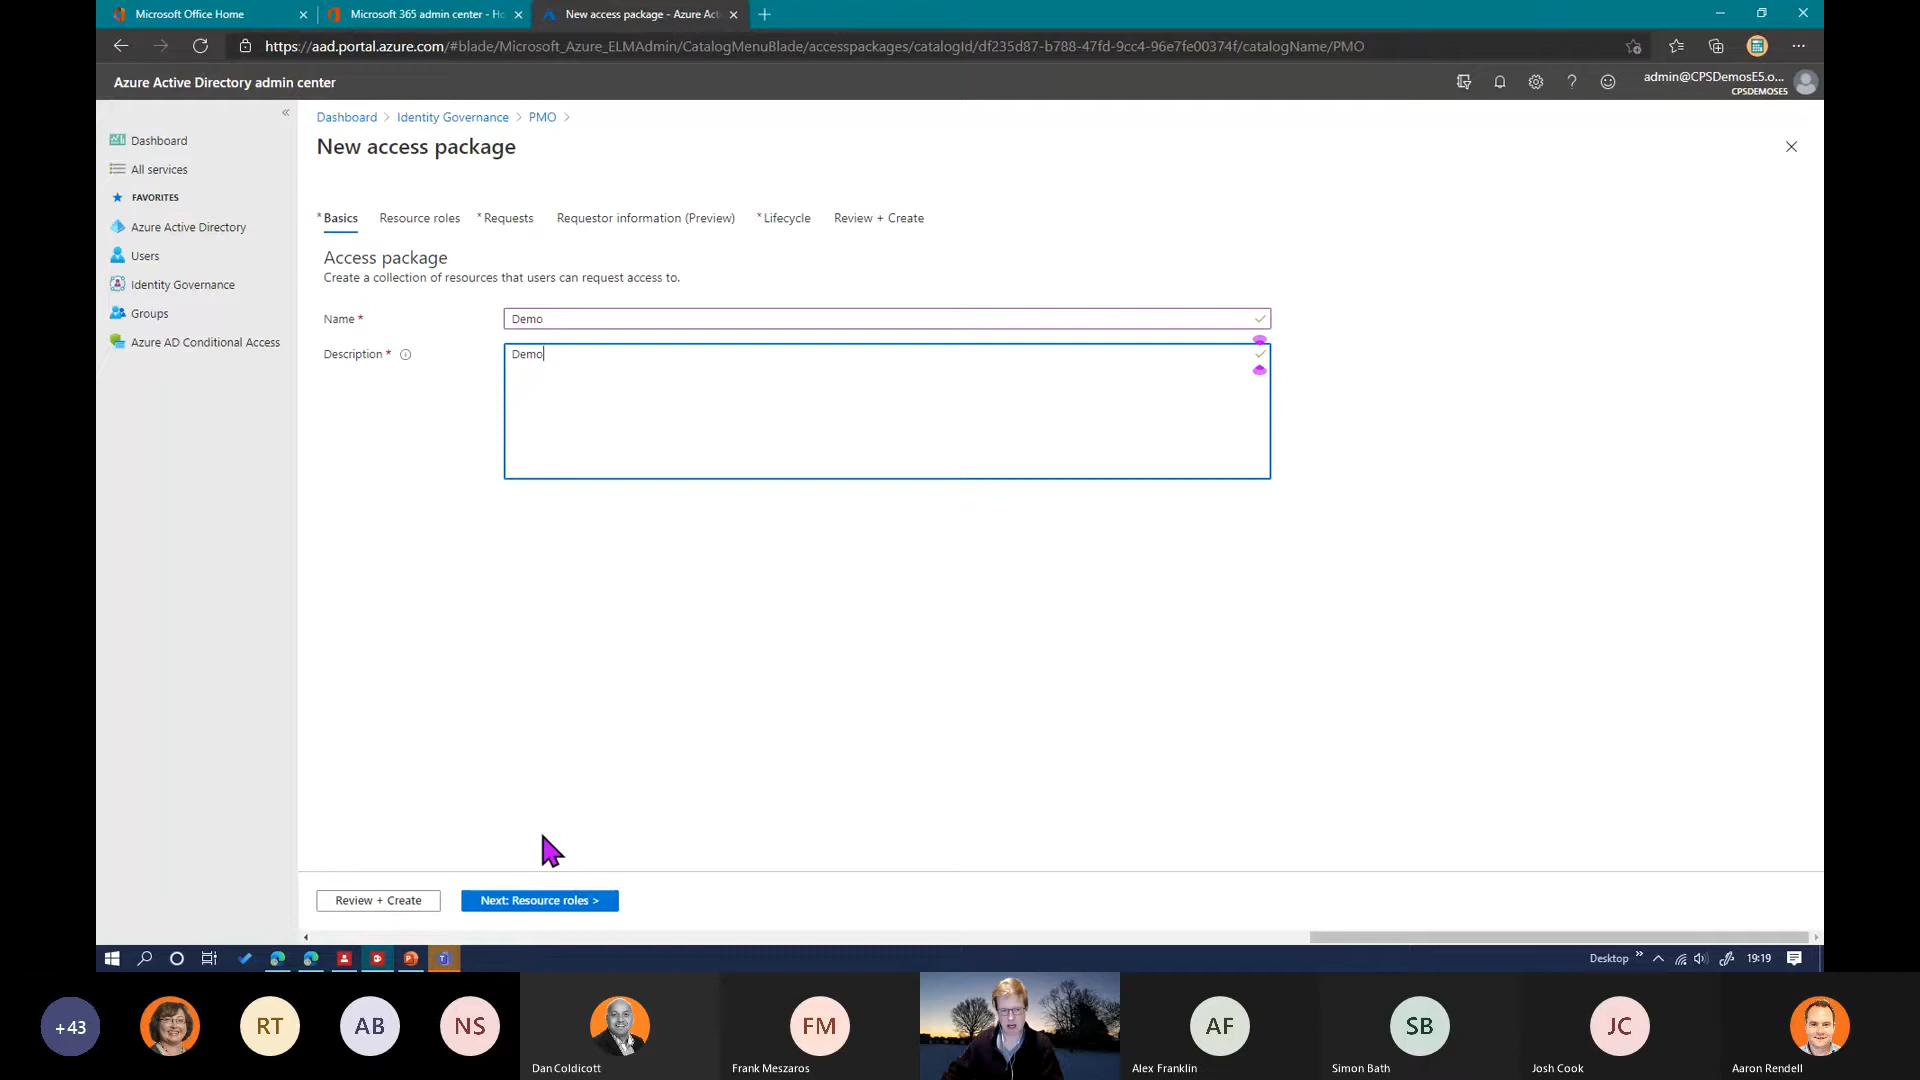 Microsoft Office Home
Microsoft 365 admin center - Ho
New access package - Azure Acti
https://aad.portal.azure.com/#blade/Microsoft_Azure_ELMAdmin/CatalogMenuBlade/accesspackages/catalogId/df235d87-b788-47fd-9cc4-96e7fe00374f/catalogName/PMO
Azure Active Directory admin center
admin@CPSDemosE5.o...
CPSDEMOSE5
Dashboard
All services
FAVORITES
Azure Active Directory
Users
Identity Governance
Groups
Azure AD Conditional Access
Dashboard > Identity Governance > PMO >
New access package
* Basics Resource roles * Requests Requestor information (Preview) * Lifecycle Review + Create
Access package
Create a collection of resources that users can request access to.
Name * Demo
Description * Demo
Review + Create Next: Resource roles >
Desktop 19:19
+43 RT AB NS FM AF SB JC
Dan Coldicott Frank Meszaros Alex Franklin Simon Bath Josh Cook Aaron Rendell